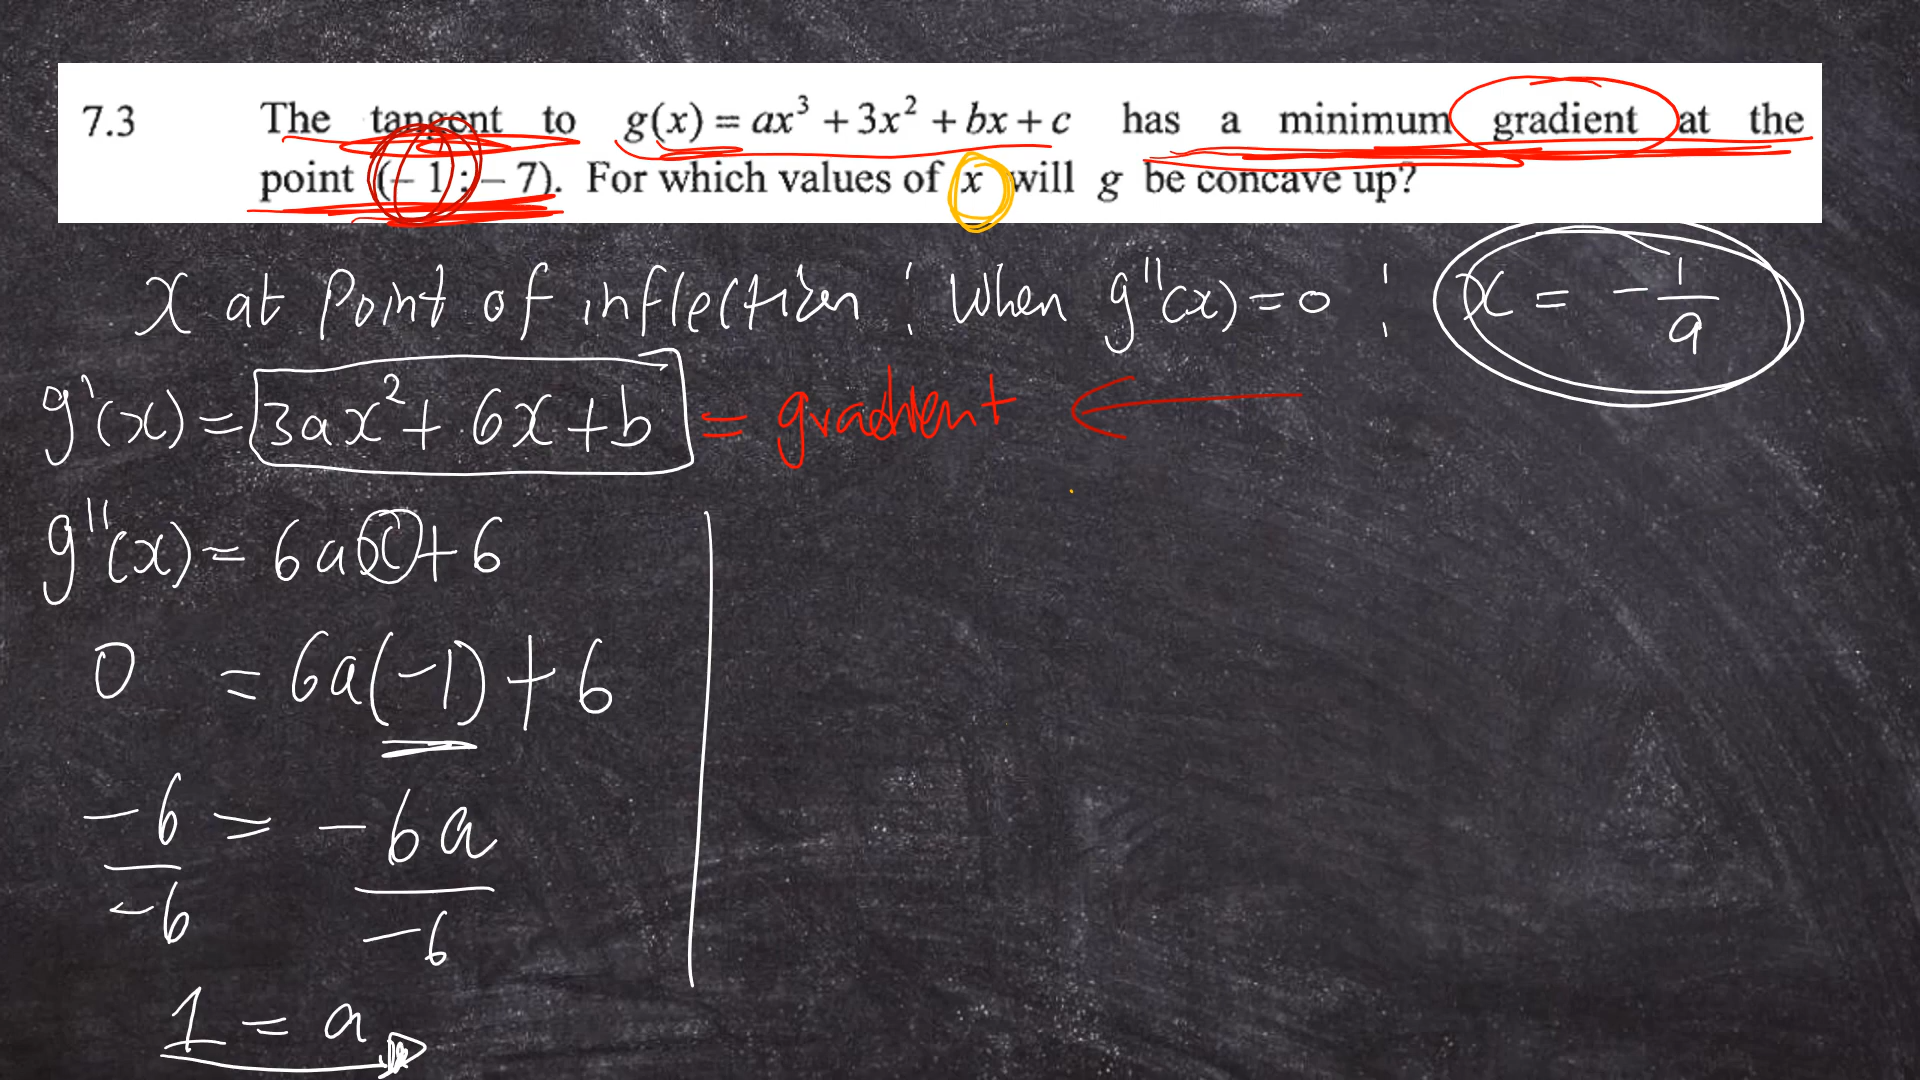 7.3 The tangent to g(x) = ax³ + 3x² + bx + c has a minimum gradient at the
point (– 1 ; – 7). For which values of x will g be concave up?
x at point of inflection : When g''(x) = 0 : x = -1/a
g'(x) = 3ax² + 6x + b = gradient
g''(x) = 6ax + 6
0 = 6a(-1) + 6
-6 = -6a
-6 -6
1 = a